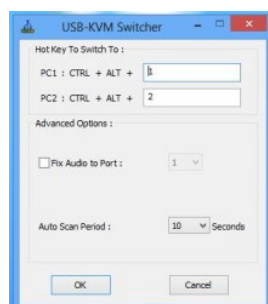 USB-KVM Switcher
Hot Key To Switch To :
PC1 : CTRL + ALT + 1
PC2 : CTRL + ALT + 2
Advanced Options :
Fix Audio to Port : 1
Auto Scan Period : 10 Seconds
OK Cancel